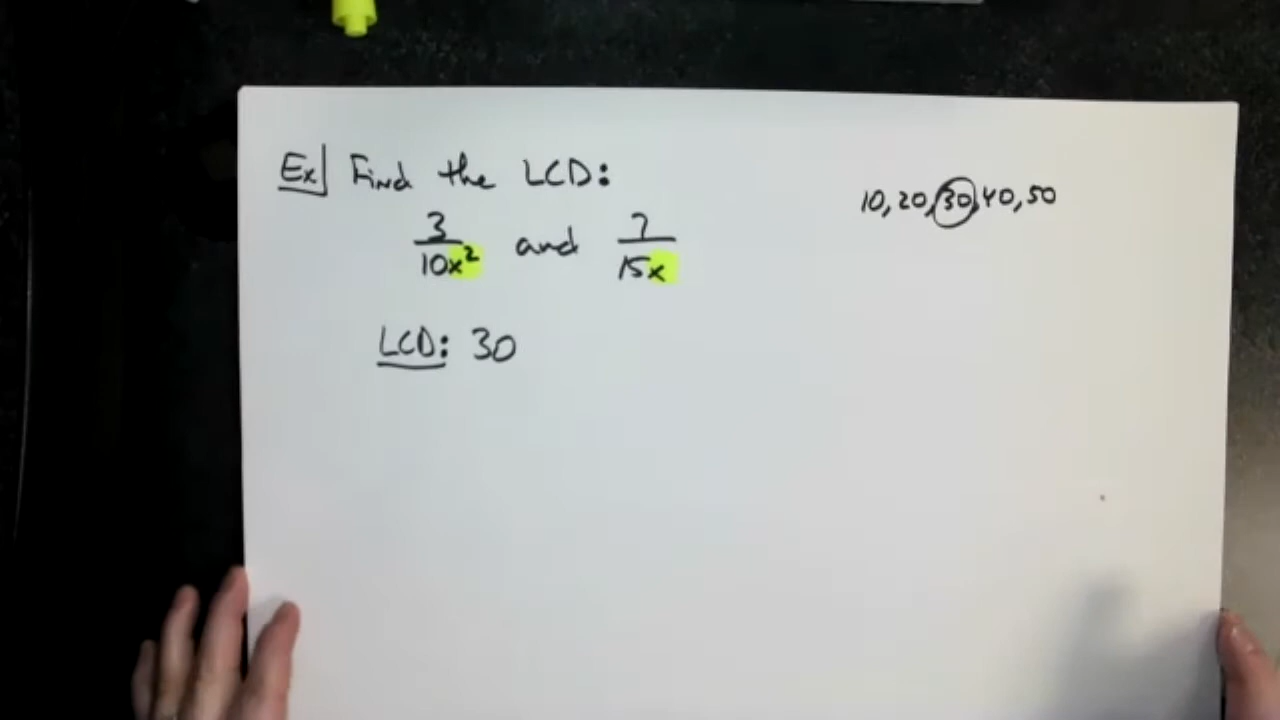 Ex| Find the LCD:
10, 20, 30, 40, 50
3/10x² and 7/15x
LCD: 30